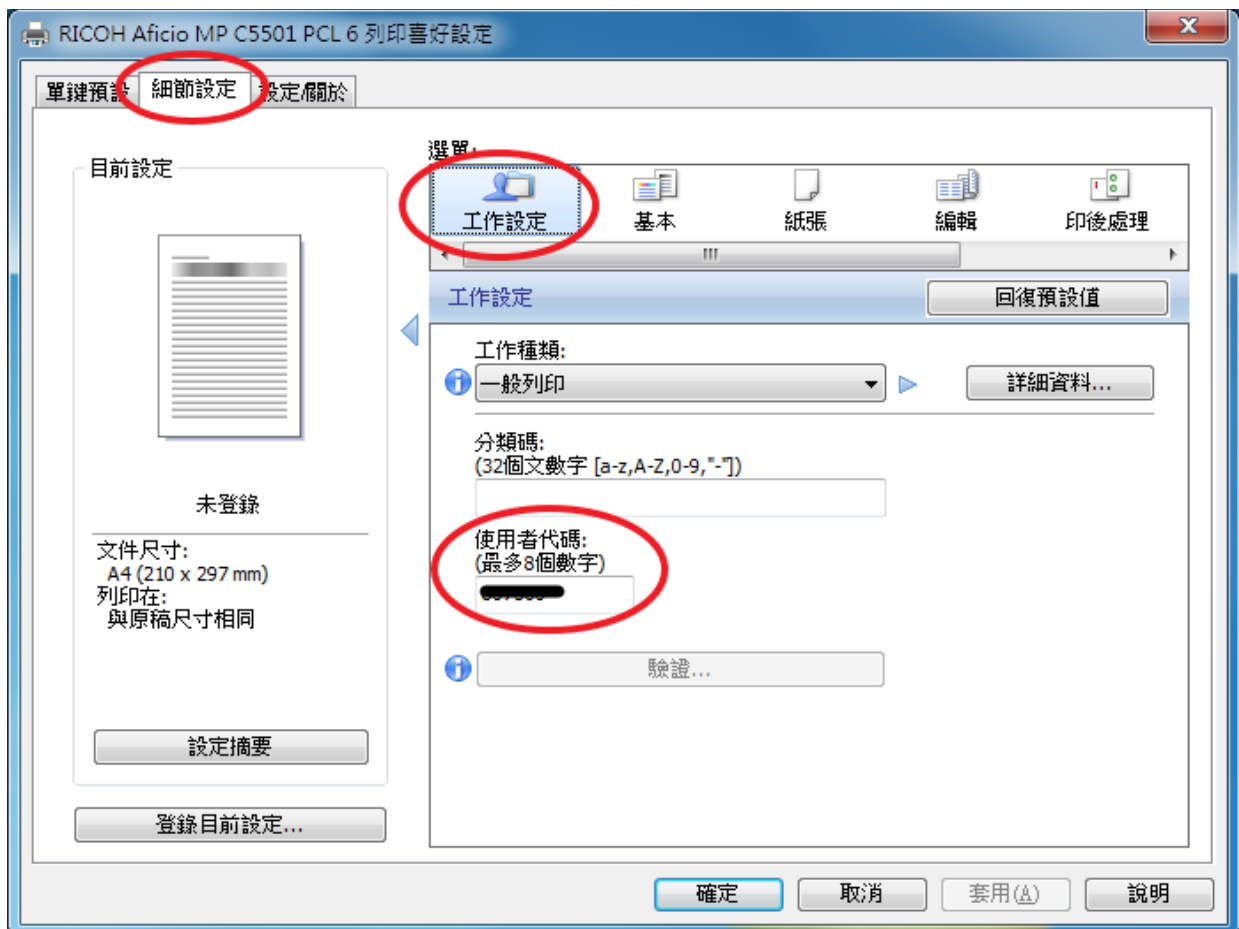 RICOH Aficio MP C5501 PCL 6 列印喜好設定
單鍵預設 細節設定 設定/關於
目前設定
未登錄
文件尺寸:
A4 (210 x 297 mm)
列印在:
與原稿尺寸相同
設定摘要
登錄目前設定...
選單:
工作設定 基本 紙張 編輯 印後處理
工作設定 回復預設值
工作種類:
一般列印 詳細資料...
分類碼:
(32個文數字 [a-z,A-Z,0-9,"-"])
使用者代碼:
(最多8個數字)
驗證...
確定 取消 套用(A) 說明